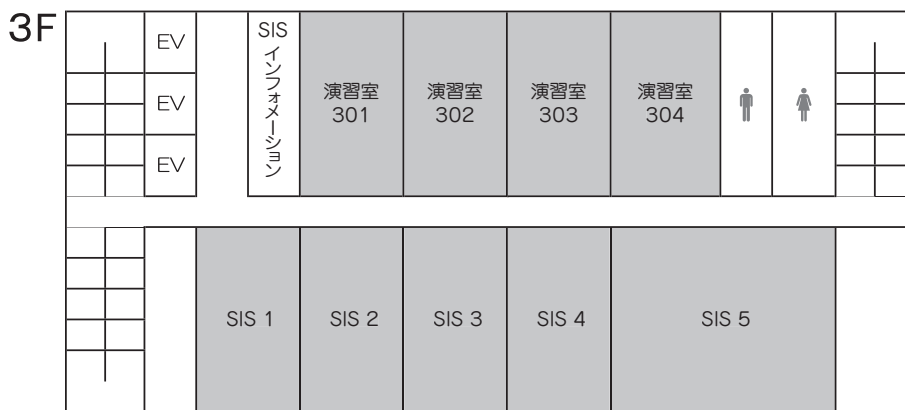 3F
EV
EV
EV
SIS
インフォメーション
演習室
301
演習室
302
演習室
303
演習室
304
SIS 1
SIS 2
SIS 3
SIS 4
SIS 5